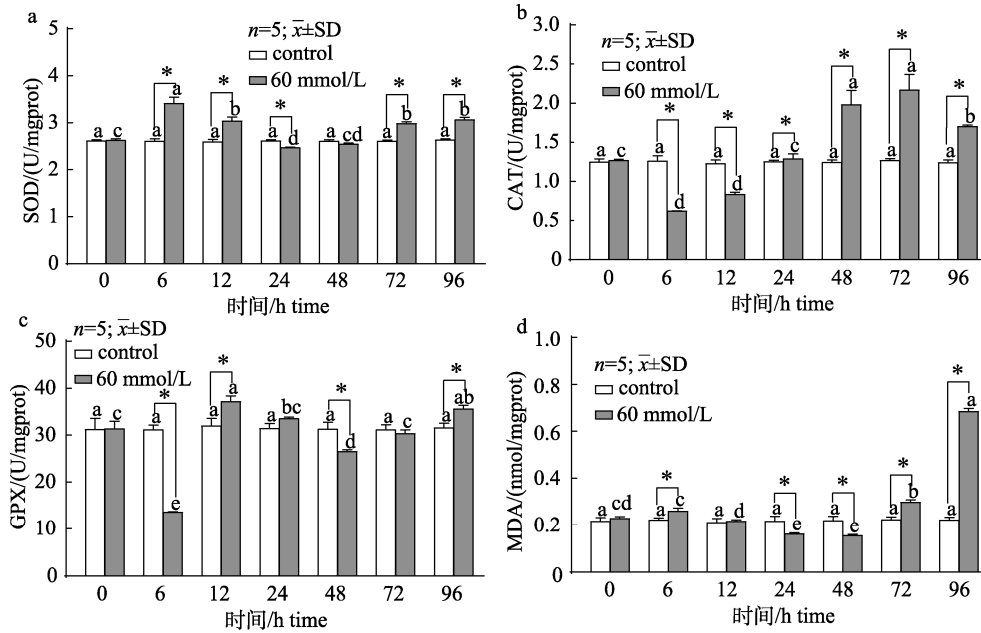 a
n=5; x̄±SD
control
60 mmol/L
SOD/(U/mgprot)
5
4
3
2
1
0
a c a a a b a d a cd a b a b
* * * * *
0 6 12 24 48 72 96
时间/h time
b
n=5; x̄±SD
control
60 mmol/L
CAT/(U/mgprot)
3.0
2.5
2.0
1.5
1.0
0.5
0
a c a d a d a c a a a a a b
* * * * * *
0 6 12 24 48 72 96
时间/h time
c
n=5; x̄±SD
control
60 mmol/L
GPX/(U/mgprot)
50
40
30
20
10
0
a c a e a a a bc a d a c a ab
* * * *
0 6 12 24 48 72 96
时间/h time
d
n=5; x̄±SD
control
60 mmol/L
MDA/(nmol/mgprot)
1.0
0.8
0.6
0.4
0.2
0
a cd a c a d a e a e a b a a
* * * * *
0 6 12 24 48 72 96
时间/h time